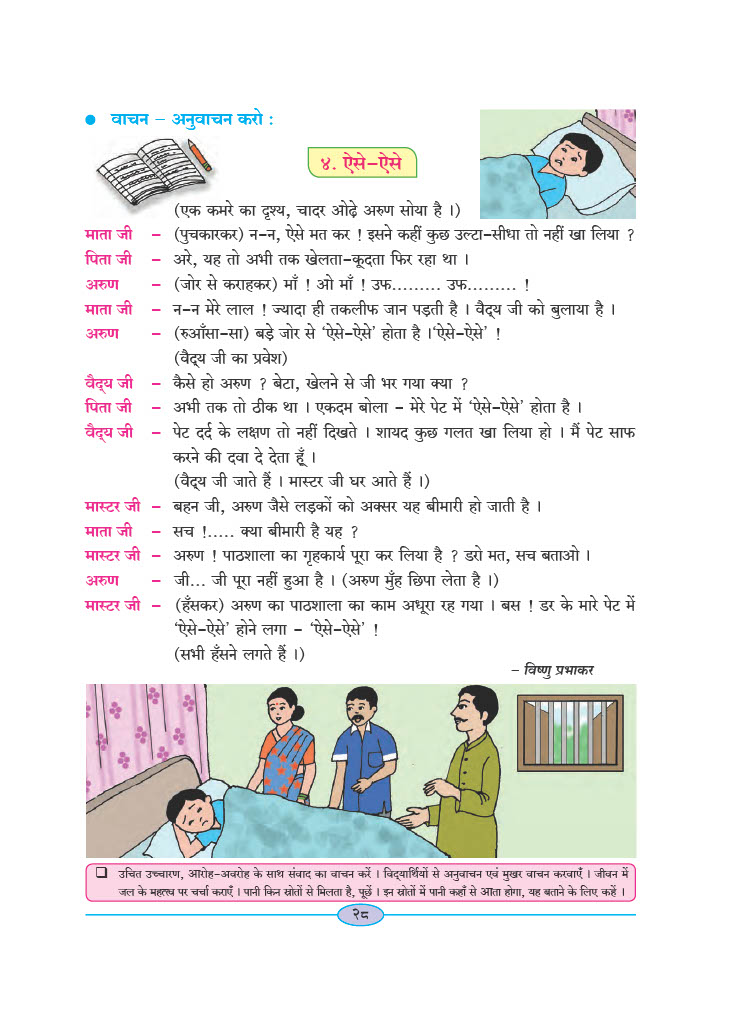 ● वाचन – अनुवाचन करो :
४. ऐसे-ऐसे
(एक कमरे का दृश्य, चादर ओढ़े अरुण सोया है ।)
माता जी – (पुचकारकर) न-न, ऐसे मत कर ! इसने कहीं कुछ उल्टा-सीधा तो नहीं खा लिया ?
पिता जी – अरे, यह तो अभी तक खेलता-कूदता फिर रहा था ।
अरुण – (जोर से कराहकर) माँ ! ओ माँ ! उफ......... उफ......... !
माता जी – न-न मेरे लाल ! ज्यादा ही तकलीफ जान पड़ती है । वैद्य जी को बुलाया है ।
अरुण – (रुआँसा-सा) बड़े जोर से ‘ऐसे-ऐसे’ होता है ।‘ऐसे-ऐसे’ !
(वैद्य जी का प्रवेश)
वैद्य जी – कैसे हो अरुण ? बेटा, खेलने से जी भर गया क्या ?
पिता जी – अभी तक तो ठीक था । एकदम बोला – मेरे पेट में ‘ऐसे-ऐसे’ होता है ।
वैद्य जी – पेट दर्द के लक्षण तो नहीं दिखते । शायद कुछ गलत खा लिया हो । मैं पेट साफ
करने की दवा दे देता हूँ ।
(वैद्य जी जाते हैं । मास्टर जी घर आते हैं ।)
मास्टर जी – बहन जी, अरुण जैसे लड़कों को अक्सर यह बीमारी हो जाती है ।
माता जी – सच !..... क्या बीमारी है यह ?
मास्टर जी – अरुण ! पाठशाला का गृहकार्य पूरा कर लिया है ? डरो मत, सच बताओ ।
अरुण – जी... जी पूरा नहीं हुआ है । (अरुण मुँह छिपा लेता है ।)
मास्टर जी – (हँसकर) अरुण का पाठशाला का काम अधूरा रह गया । बस ! डर के मारे पेट में
‘ऐसे-ऐसे’ होने लगा – ‘ऐसे-ऐसे’ !
(सभी हँसने लगते हैं ।)
– विष्णु प्रभाकर
❑ उचित उच्चारण, आरोह-अवरोह के साथ संवाद का वाचन करें । विद्यार्थियों से अनुवाचन एवं मुखर वाचन करवाएँ । जीवन में
जल के महत्त्व पर चर्चा कराएँ । पानी किन स्रोतों से मिलता है, पूछें । इन स्रोतों में पानी कहाँ से आता होगा, यह बताने के लिए कहें ।
२८